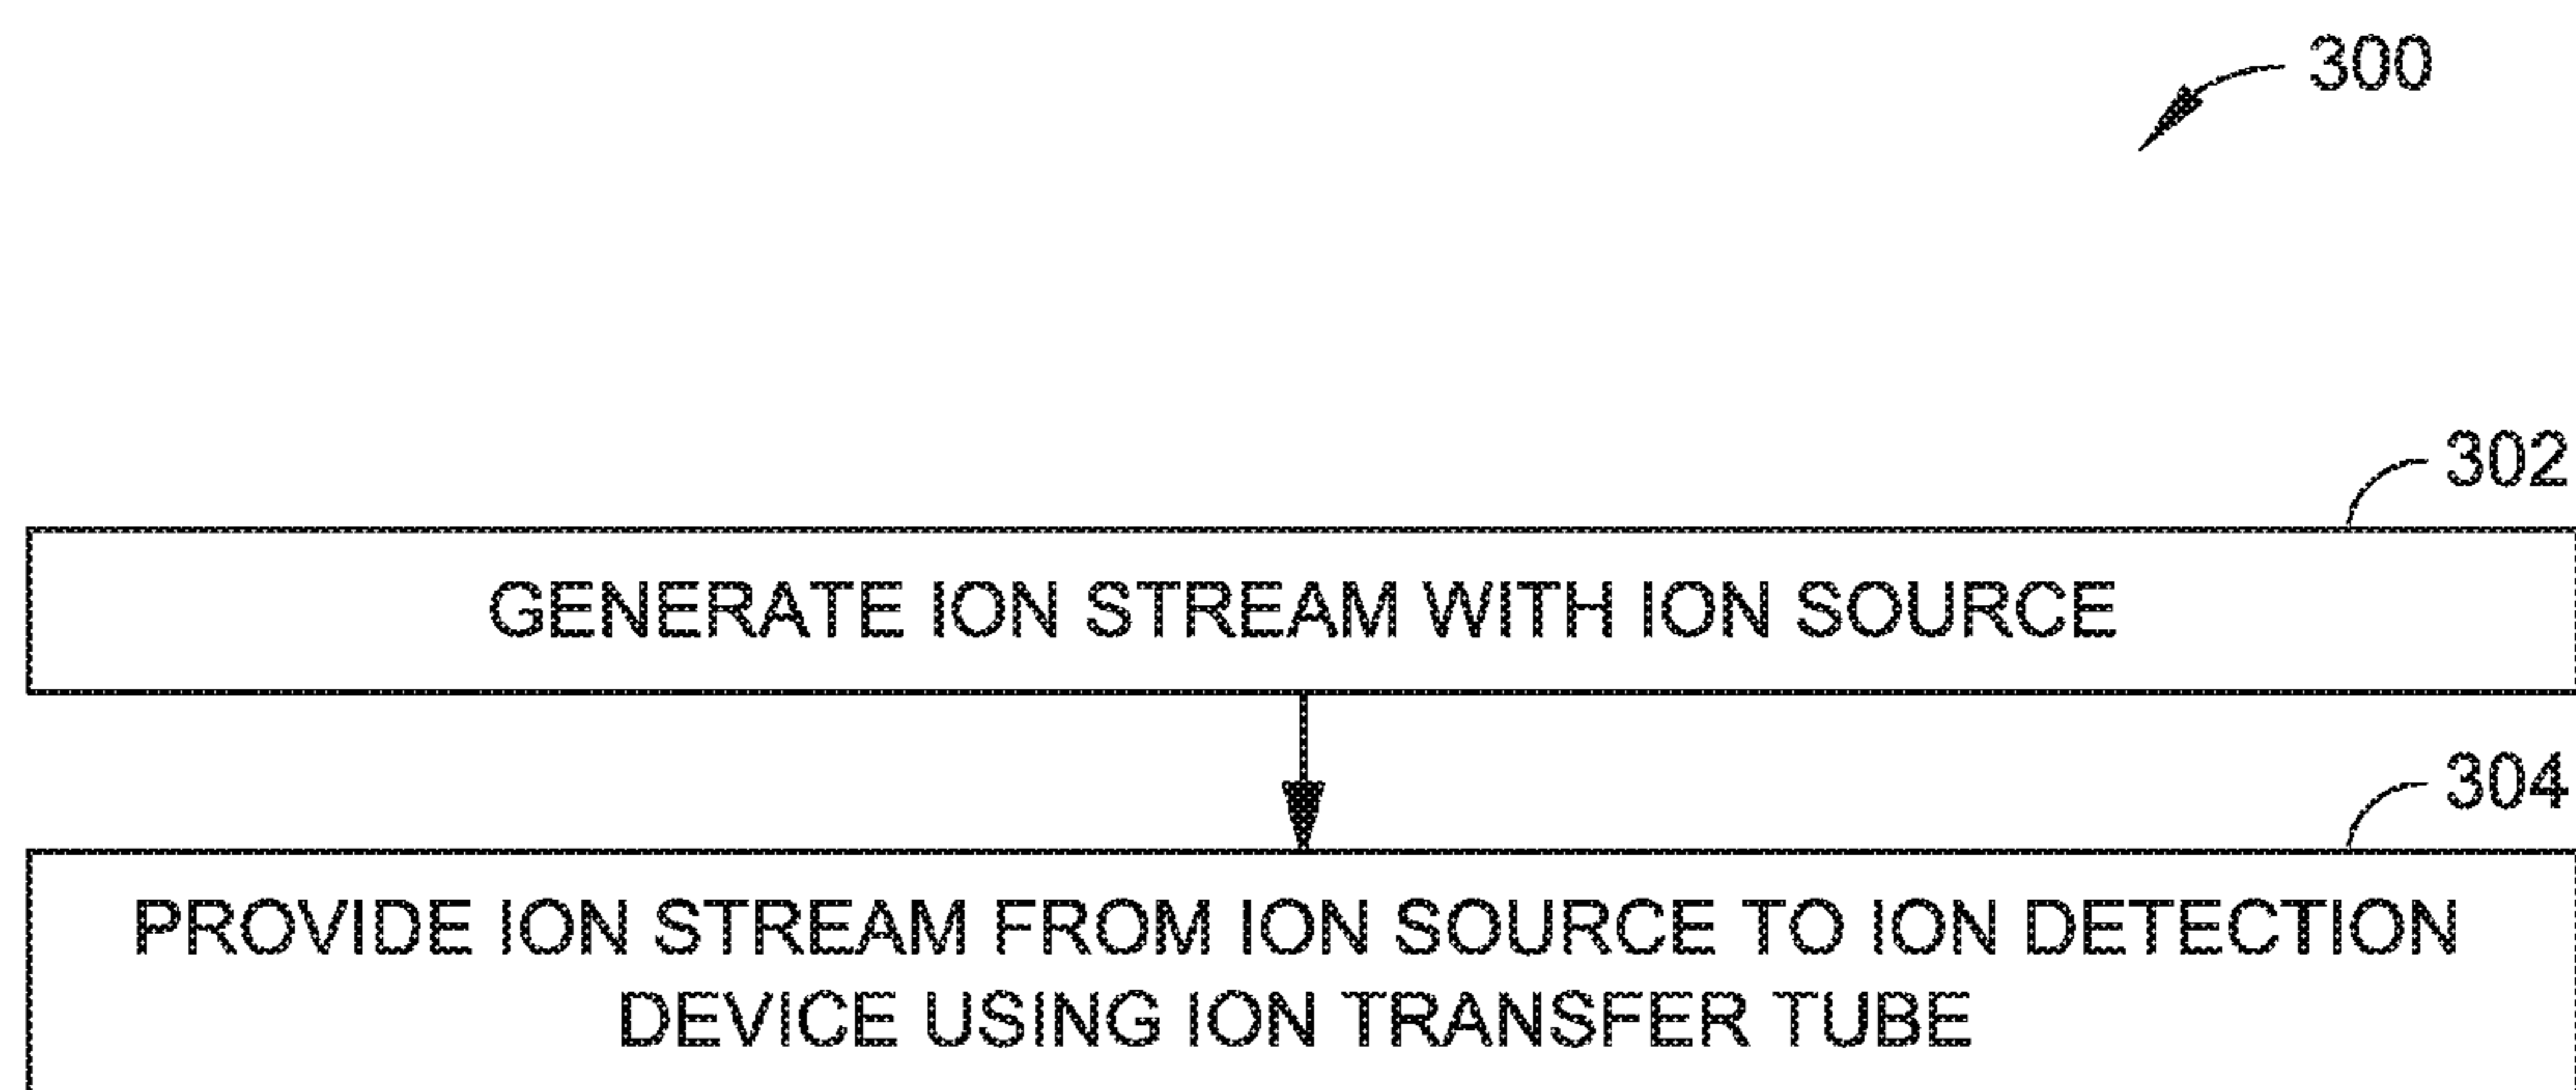 300
302
GENERATE ION STREAM WITH ION SOURCE
304
PROVIDE ION STREAM FROM ION SOURCE TO ION DETECTION
DEVICE USING ION TRANSFER TUBE